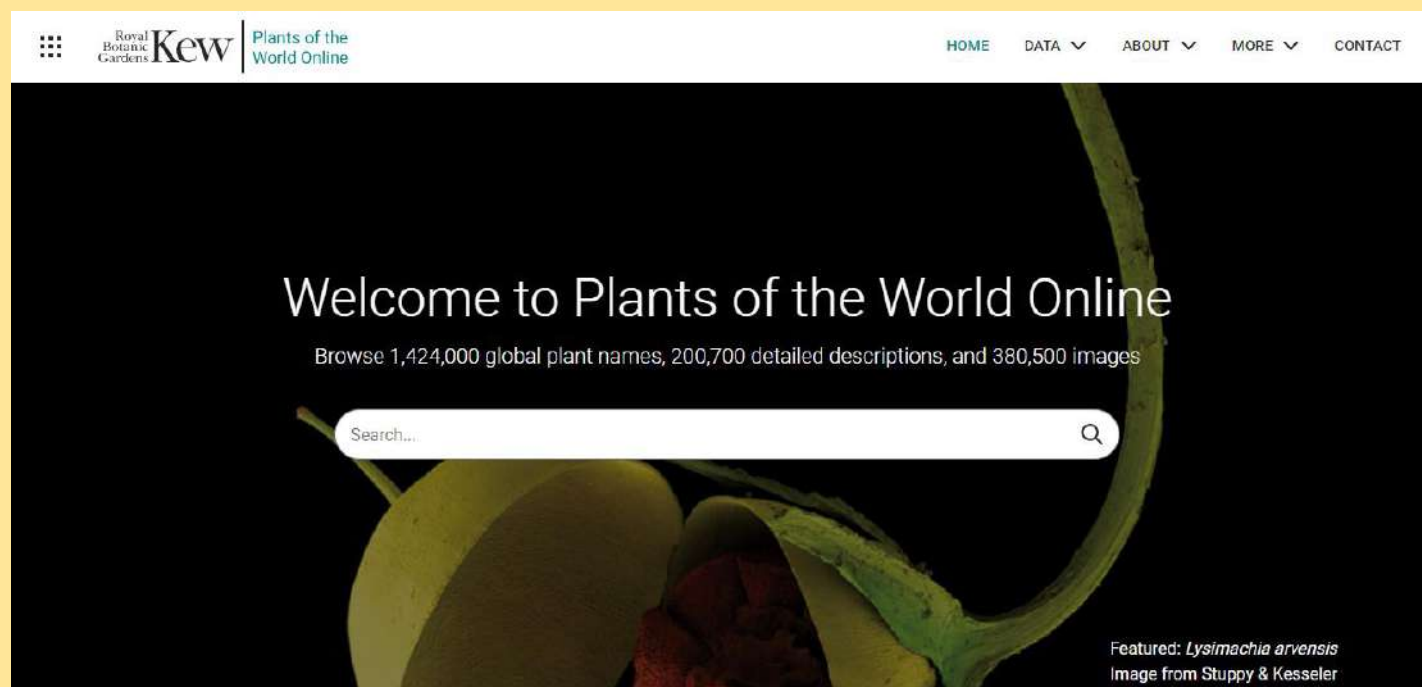 Royal
Botanic
Gardens
Kew
Plants of the
World Online
HOME DATA ABOUT MORE CONTACT
Welcome to Plants of the World Online
Browse 1,424,000 global plant names, 200,700 detailed descriptions, and 380,500 images
Search...
Featured: Lysimachia arvensis
Image from Stuppy & Kesseler